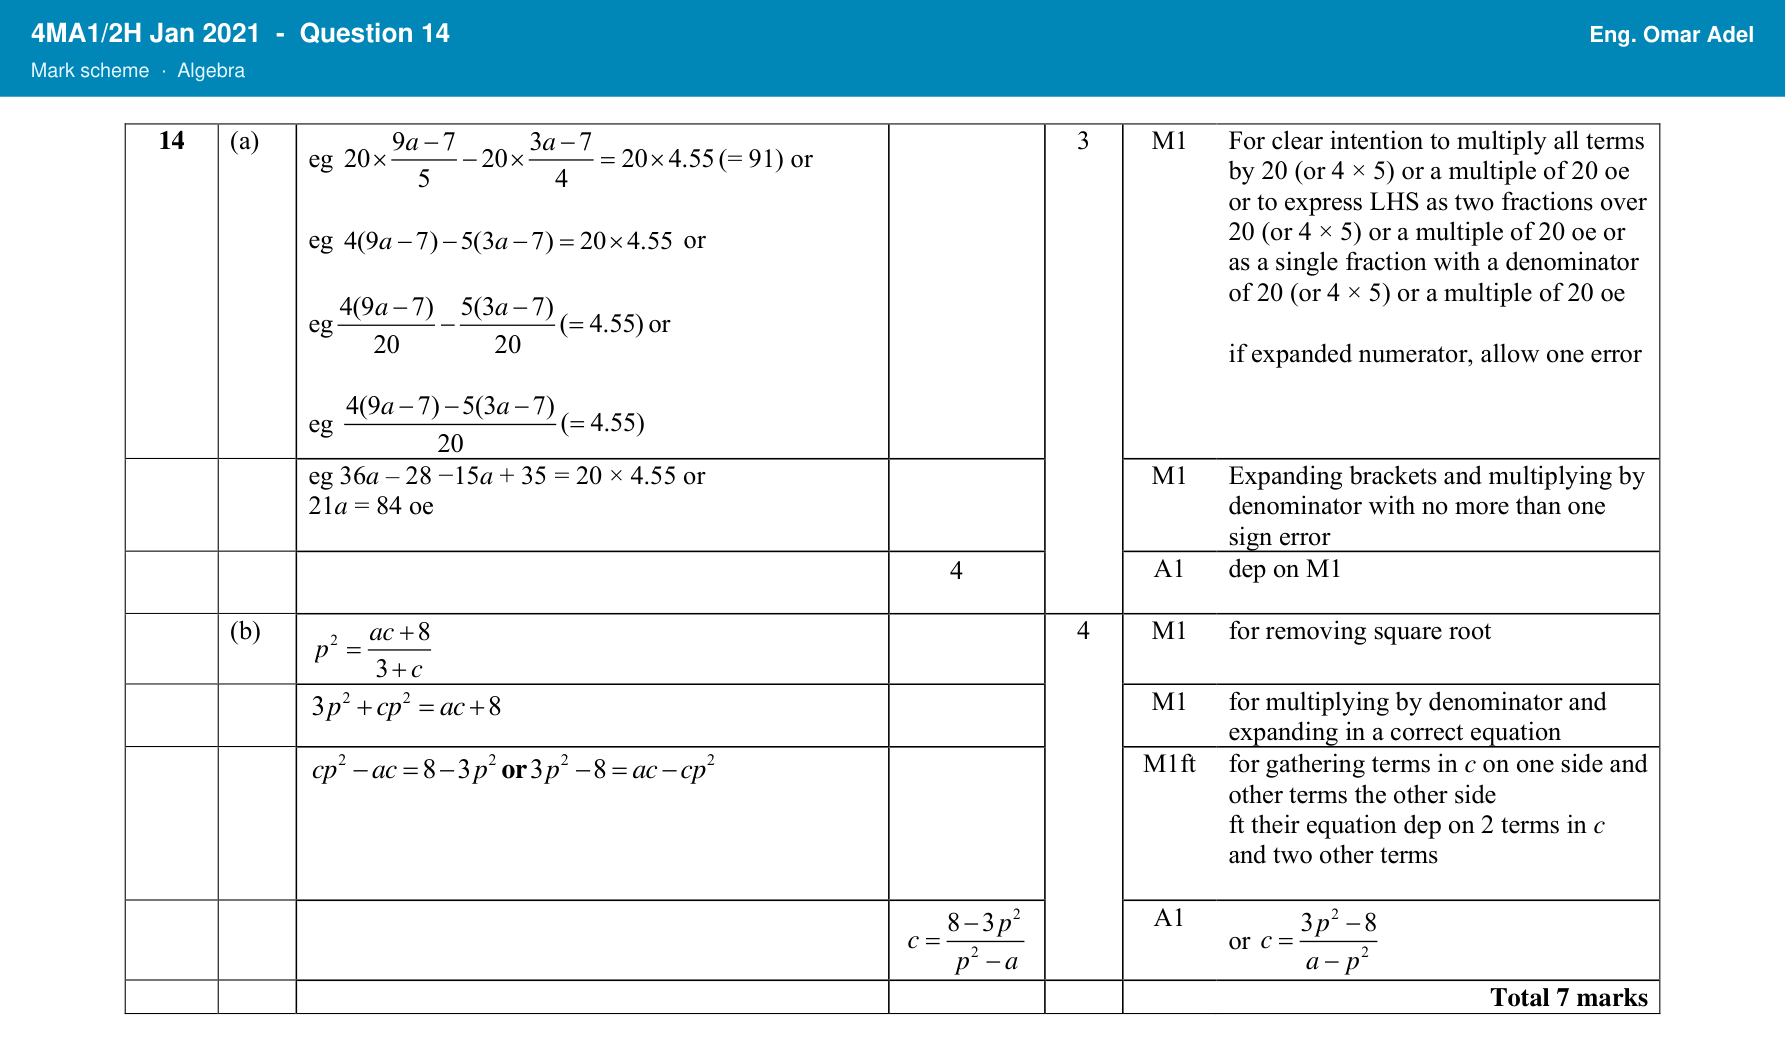 4MA1/2H Jan 2021 - Question 14
Eng. Omar Adel
Mark scheme · Algebra
14 (a) eg 20×(9a−7)/5 − 20×(3a−7)/4 = 20×4.55 (= 91) or 3 M1 For clear intention to multiply all terms
by 20 (or 4 × 5) or a multiple of 20 oe
or to express LHS as two fractions over
eg 4(9a−7)−5(3a−7) = 20×4.55 or 20 (or 4 × 5) or a multiple of 20 oe or
as a single fraction with a denominator
of 20 (or 4 × 5) or a multiple of 20 oe
eg 4(9a−7)/20 − 5(3a−7)/20 (= 4.55) or
if expanded numerator, allow one error
eg (4(9a−7)−5(3a−7))/20 (= 4.55)
eg 36a – 28 −15a + 35 = 20 × 4.55 or M1 Expanding brackets and multiplying by
21a = 84 oe denominator with no more than one
sign error
4 A1 dep on M1
(b) p² = (ac+8)/(3+c) 4 M1 for removing square root
3p² + cp² = ac + 8 M1 for multiplying by denominator and
expanding in a correct equation
cp² − ac = 8 − 3p² or 3p² − 8 = ac − cp² M1ft for gathering terms in c on one side and
other terms the other side
ft their equation dep on 2 terms in c
and two other terms
c = (8−3p²)/(p²−a) A1 or c = (3p²−8)/(a−p²)
Total 7 marks